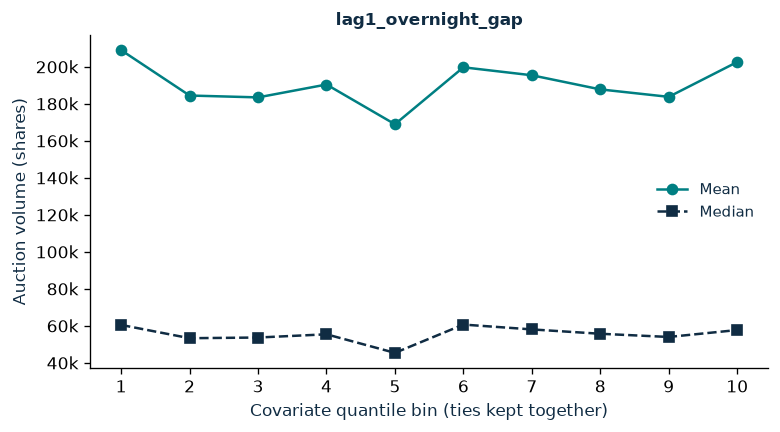 lag1_overnight_gap
Auction volume (shares)
200k
180k
160k
140k
120k
100k
80k
60k
40k
Mean
Median
1 2 3 4 5 6 7 8 9 10
Covariate quantile bin (ties kept together)